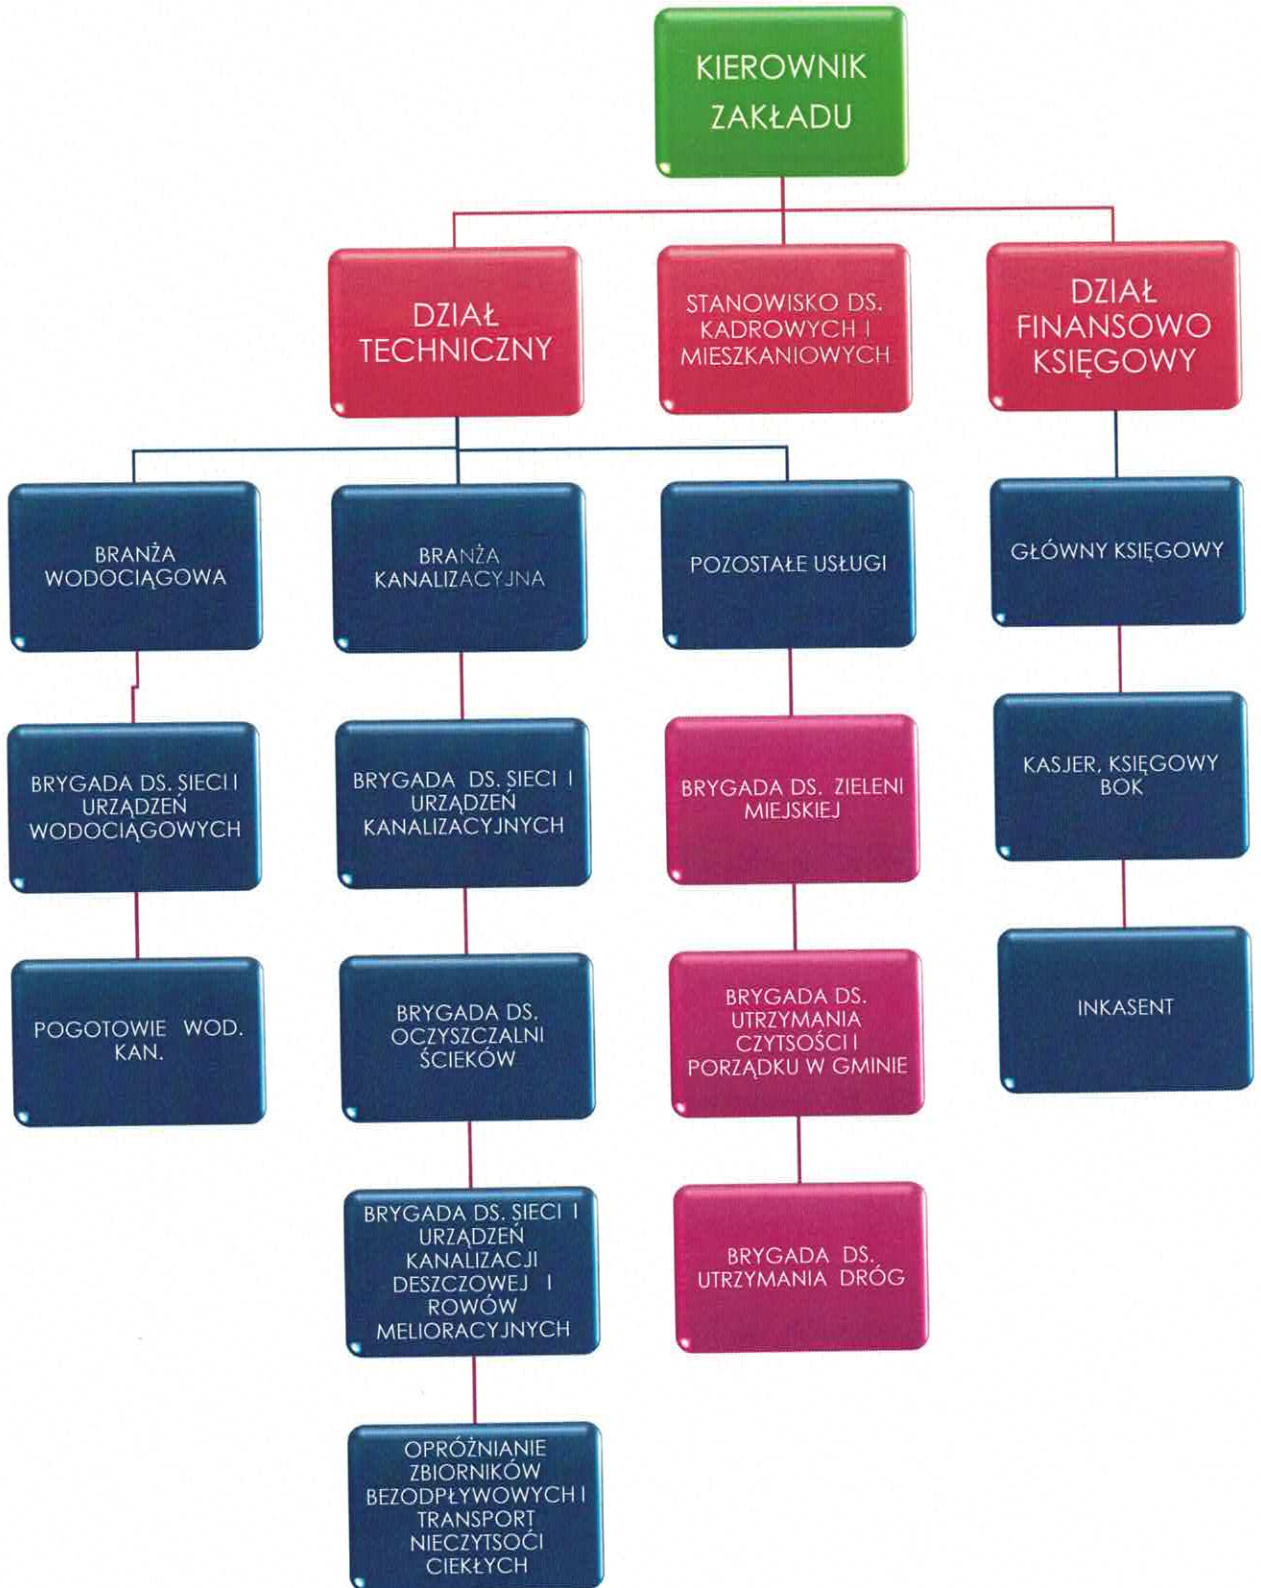 KIEROWNIK
ZAKŁADU
DZIAŁ
TECHNICZNY
STANOWISKO DS.
KADROWYCH I
MIESZKANIOWYCH
DZIAŁ
FINANSOWO
KSIĘGOWY
BRANŻA
WODOCIĄGOWA
BRANŻA
KANALIZACYJNA
POZOSTAŁE USŁUGI
GŁÓWNY KSIĘGOWY
BRYGADA DS. SIECI I
URZĄDZEŃ
WODOCIĄGOWYCH
BRYGADA DS. SIECI I
URZĄDZEŃ
KANALIZACYJNYCH
BRYGADA DS. ZIELENI
MIEJSKIEJ
KASJER, KSIĘGOWY
BOK
POGOTOWIE WOD.
KAN.
BRYGADA DS.
OCZYSZCZALNI
ŚCIEKÓW
BRYGADA DS.
UTRZYMANIA
CZYTSOŚCI I
PORZĄDKU W GMINIE
INKASENT
BRYGADA DS. SIECI I
URZĄDZEŃ
KANALIZACJI
DESZCZOWEJ I
ROWÓW
MELIORACYJNYCH
BRYGADA DS.
UTRZYMANIA DRÓG
OPRÓŻNIANIE
ZBIORNIKÓW
BEZODPŁYWOWYCH I
TRANSPORT
NIECZYTSOĆI
CIEKŁYCH